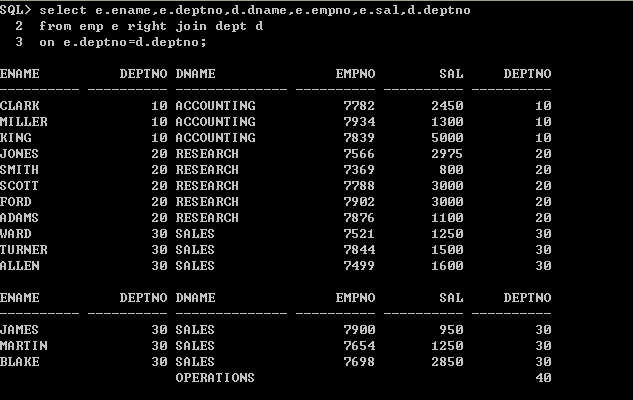 SQL> select e.ename,e.deptno,d.dname,e.empno,e.sal,d.deptno
2 from emp e right join dept d
3 on e.deptno=d.deptno;
ENAME DEPTNO DNAME EMPNO SAL DEPTNO
---------- ---------- -------------- ---------- ---------- ----------
CLARK 10 ACCOUNTING 7782 2450 10
MILLER 10 ACCOUNTING 7934 1300 10
KING 10 ACCOUNTING 7839 5000 10
JONES 20 RESEARCH 7566 2975 20
SMITH 20 RESEARCH 7369 800 20
SCOTT 20 RESEARCH 7788 3000 20
FORD 20 RESEARCH 7902 3000 20
ADAMS 20 RESEARCH 7876 1100 20
WARD 30 SALES 7521 1250 30
TURNER 30 SALES 7844 1500 30
ALLEN 30 SALES 7499 1600 30
ENAME DEPTNO DNAME EMPNO SAL DEPTNO
---------- ---------- -------------- ---------- ---------- ----------
JAMES 30 SALES 7900 950 30
MARTIN 30 SALES 7654 1250 30
BLAKE 30 SALES 7698 2850 30
OPERATIONS 40